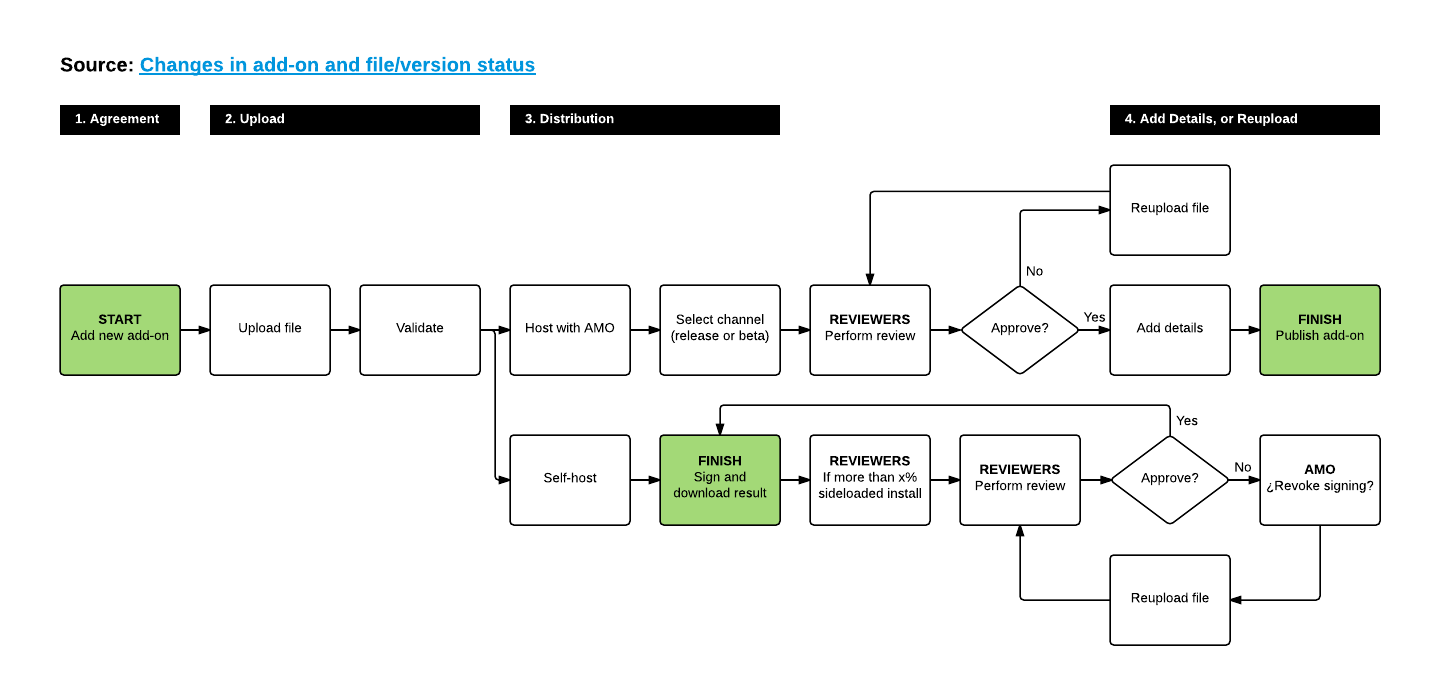 Source: Changes in add-on and file/version status
1. Agreement
2. Upload
3. Distribution
4. Add Details, or Reupload
Reupload file
No
START
Add new add-on
Upload file
Validate
Host with AMO
Select channel
(release or beta)
REVIEWERS
Perform review
Approve?
Yes
Add details
FINISH
Publish add-on
Yes
Self-host
FINISH
Sign and
download result
REVIEWERS
If more than x%
sideloaded install
REVIEWERS
Perform review
Approve?
No
AMO
¿Revoke signing?
Reupload file